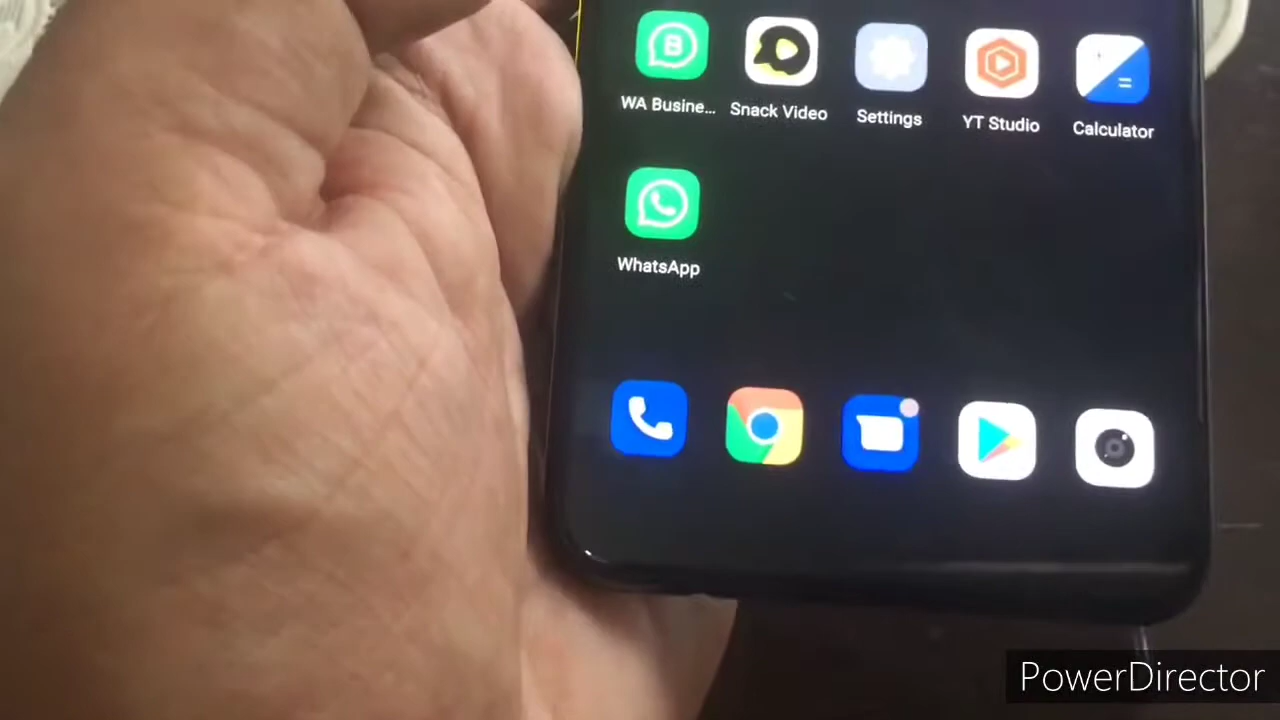 B
WA Busine...
Snack Video
Settings
YT Studio
Calculator
WhatsApp
PowerDirector